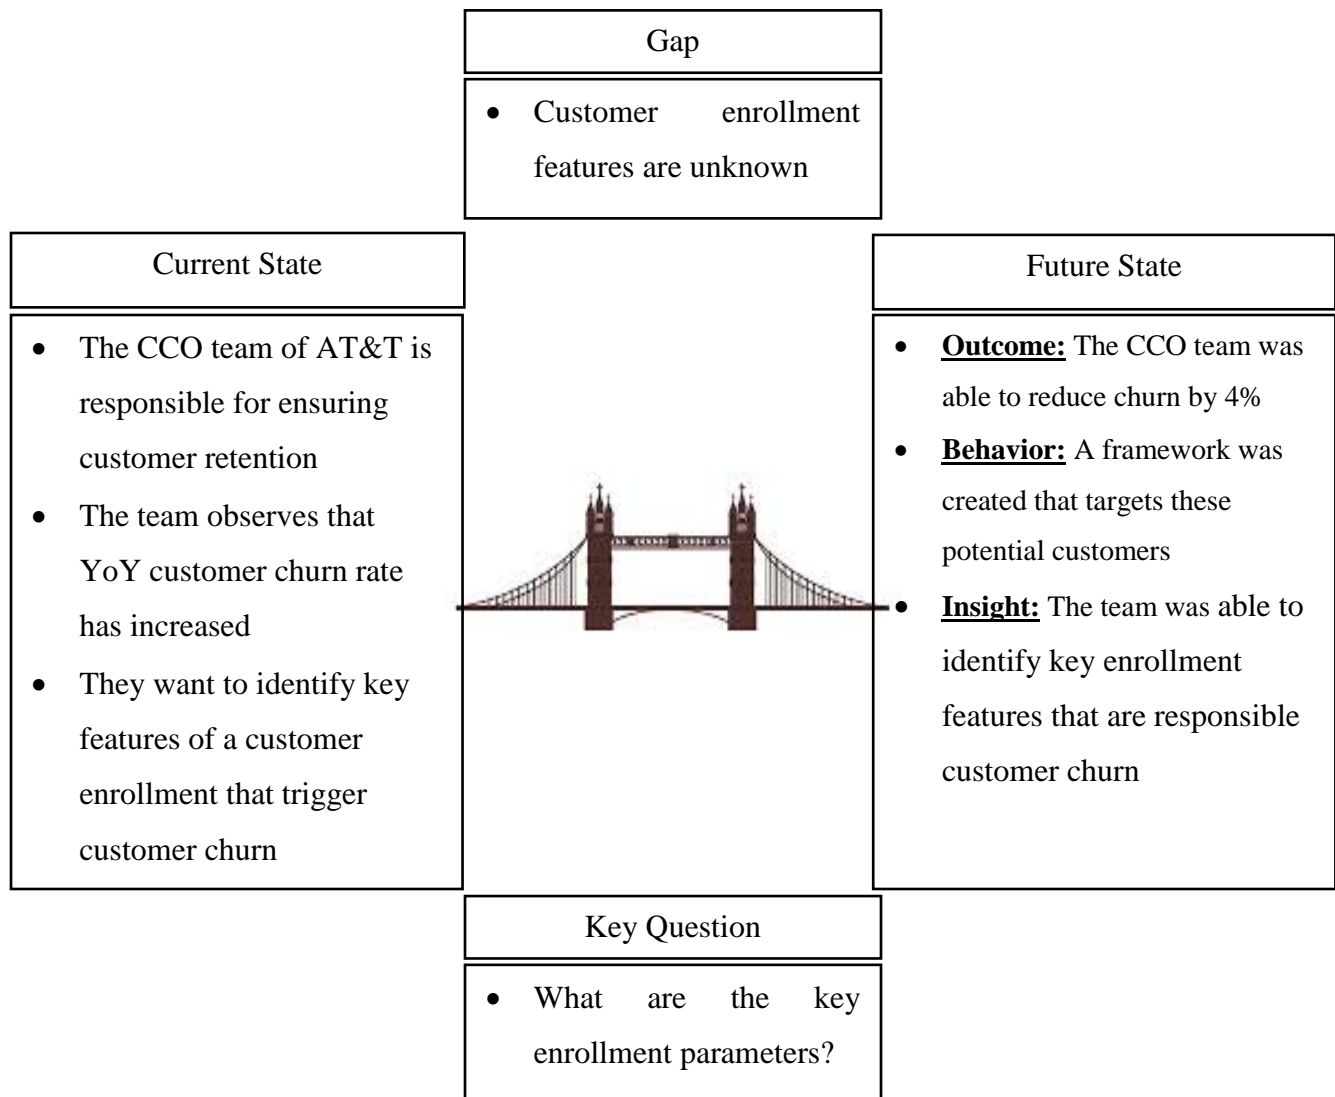 Gap
• Customer enrollment
features are unknown
Current State
• The CCO team of AT&T is
responsible for ensuring
customer retention
• The team observes that
YoY customer churn rate
has increased
• They want to identify key
features of a customer
enrollment that trigger
customer churn
Future State
• Outcome: The CCO team was
able to reduce churn by 4%
• Behavior: A framework was
created that targets these
potential customers
• Insight: The team was able to
identify key enrollment
features that are responsible
customer churn
Key Question
• What are the key
enrollment parameters?